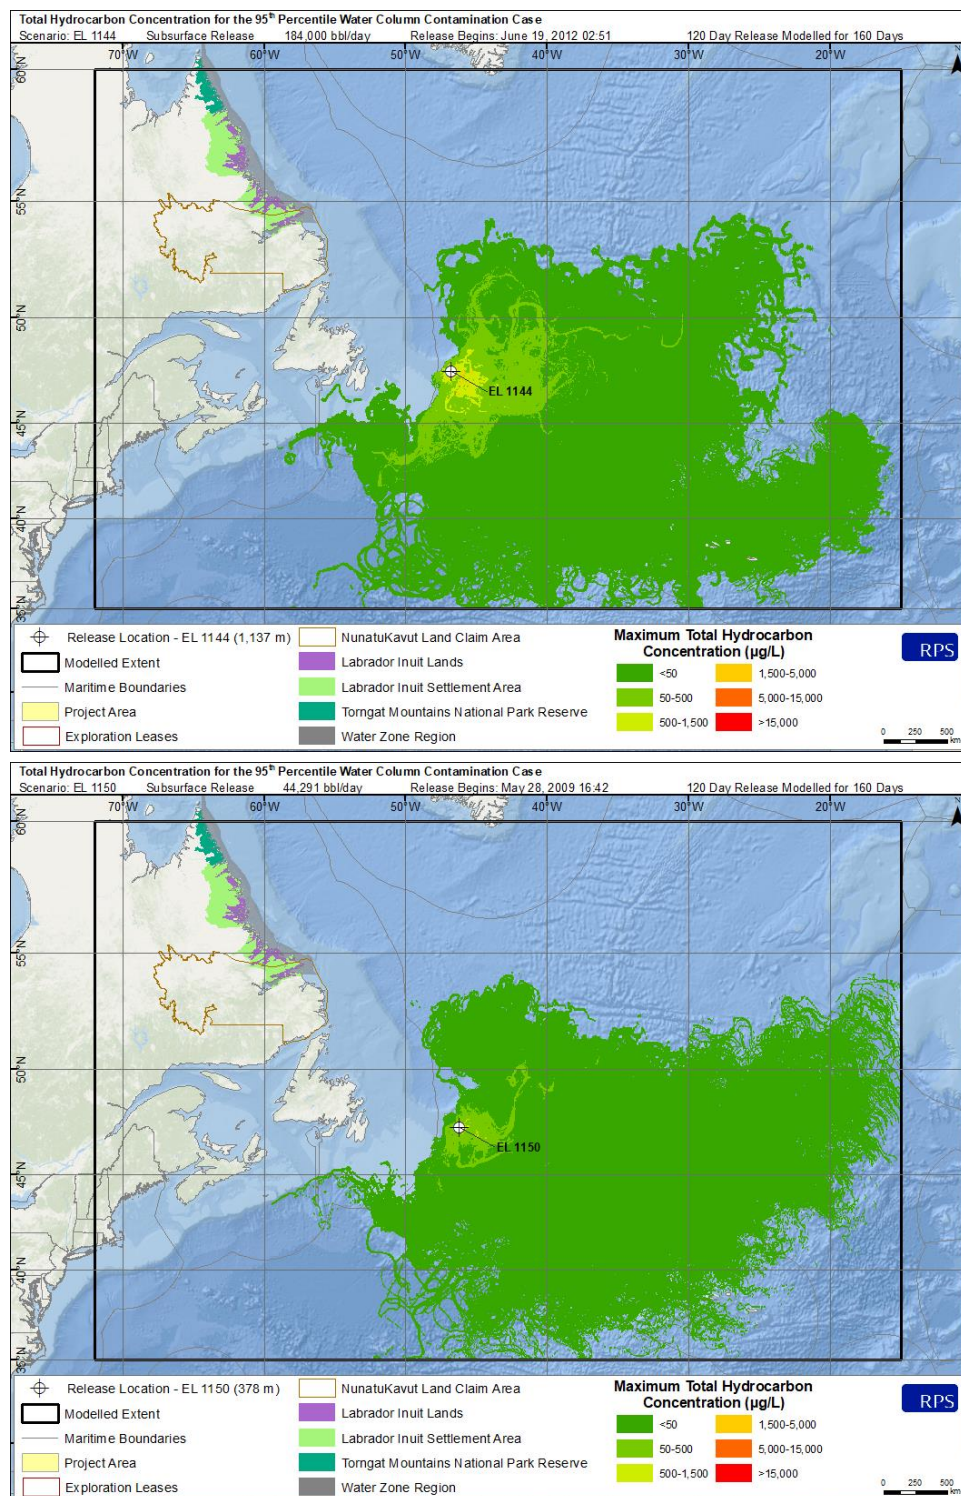 Total Hydrocarbon Concentration for the 95th Percentile Water Column Contamination Case
Scenario: EL 1144 Subsurface Release 184,000 bbl/day Release Begins: June 19, 2012 02:51 120 Day Release Modelled for 160 Days
70°W 60°W 50°W 40°W 30°W 20°W
N
60°N
55°N
50°N
45°N
40°N
35°N
EL 1144
Release Location - EL 1144 (1,137 m)
Modelled Extent
Maritime Boundaries
Project Area
Exploration Leases
NunatuKavut Land Claim Area
Labrador Inuit Lands
Labrador Inuit Settlement Area
Torngat Mountains National Park Reserve
Water Zone Region
Maximum Total Hydrocarbon
Concentration (µg/L)
<50 1,500-5,000
50-500 5,000-15,000
500-1,500 >15,000
RPS
0 250 500
km
Total Hydrocarbon Concentration for the 95th Percentile Water Column Contamination Case
Scenario: EL 1150 Subsurface Release 44,291 bbl/day Release Begins: May 28, 2009 16:42 120 Day Release Modelled for 160 Days
70°W 60°W 50°W 40°W 30°W 20°W
N
60°N
55°N
50°N
45°N
40°N
35°N
EL 1150
Release Location - EL 1150 (378 m)
Modelled Extent
Maritime Boundaries
Project Area
Exploration Leases
NunatuKavut Land Claim Area
Labrador Inuit Lands
Labrador Inuit Settlement Area
Torngat Mountains National Park Reserve
Water Zone Region
Maximum Total Hydrocarbon
Concentration (µg/L)
<50 1,500-5,000
50-500 5,000-15,000
500-1,500 >15,000
RPS
0 250 500
km